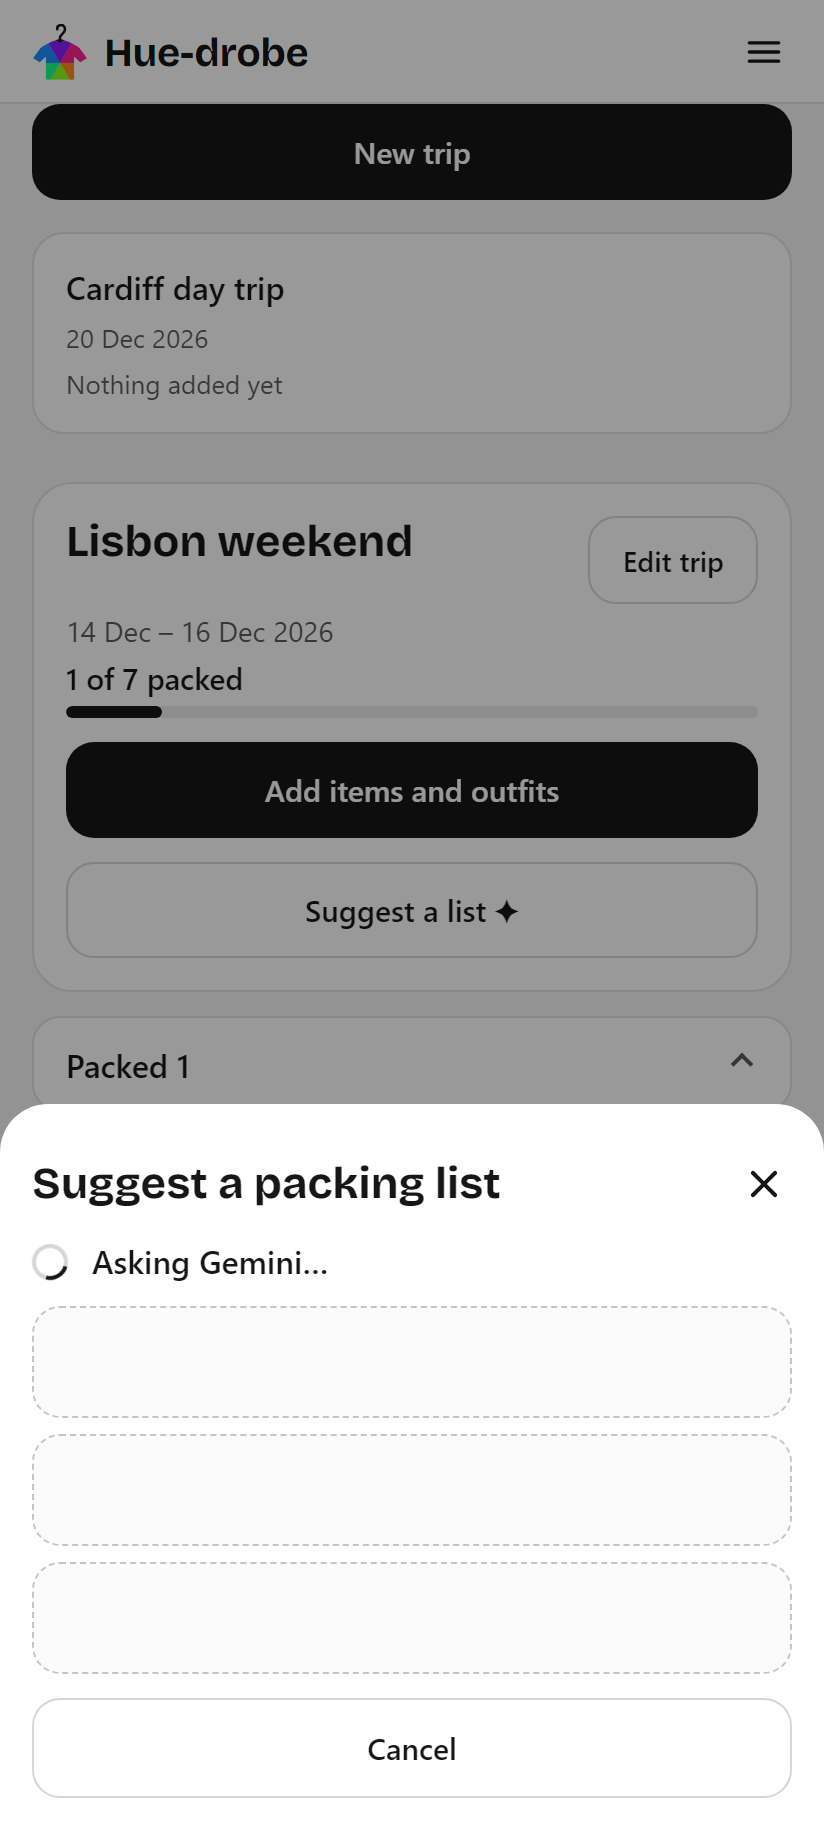 Hue-drobe
New trip
Cardiff day trip
20 Dec 2026
Nothing added yet
Lisbon weekend
Edit trip
14 Dec – 16 Dec 2026
1 of 7 packed
Add items and outfits
Suggest a list ✦
Packed 1
Suggest a packing list
Asking Gemini...
Cancel